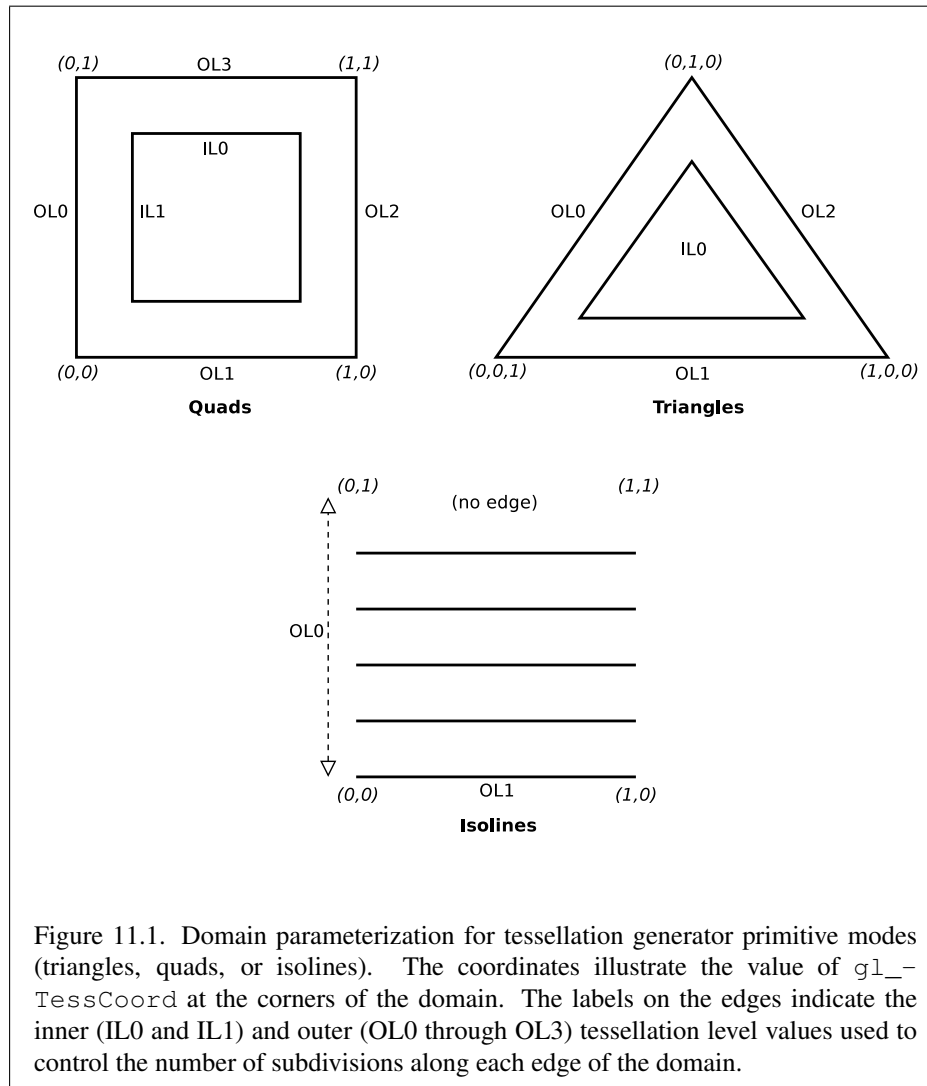 (0,1) OL3 (1,1)
IL0
OL0 IL1 OL2
(0,0) OL1 (1,0)
Quads
(0,1,0)
OL0 OL2
IL0
(0,0,1) OL1 (1,0,0)
Triangles
(0,1) (no edge) (1,1)
OL0
(0,0) OL1 (1,0)
Isolines
Figure 11.1. Domain parameterization for tessellation generator primitive modes
(triangles, quads, or isolines). The coordinates illustrate the value of gl_-
TessCoord at the corners of the domain. The labels on the edges indicate the
inner (IL0 and IL1) and outer (OL0 through OL3) tessellation level values used to
control the number of subdivisions along each edge of the domain.